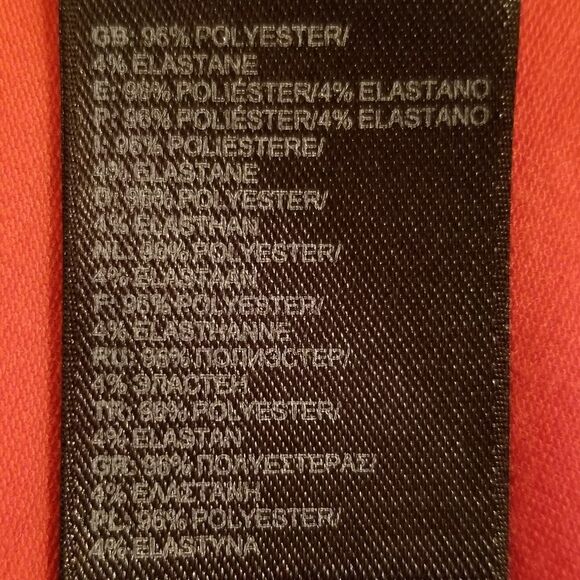 GB: 96% POLYESTER/
4% ELASTANE
E: 96% POLIÉSTER/4% ELASTANO
P: 96% POLIÉSTER/4% ELASTANO
I: 96% POLIESTERE/
4% ELASTANE
D: 96% POLYESTER/
4% ELASTHAN
NL: 96% POLYESTER/
4% ELASTAAN
F: 96% POLYESTER/
4% ELASTHANNE
RU: 96% ПОЛИЭСТЕР/
4% ЭЛАСТЕН
TR: 96% POLYESTER/
4% ELASTAN
GR: 96% ΠΟΛΥΕΣΤΕΡΑΣ/
4% ΕΛΑΣΤΑΝΗ
PL: 96% POLYESTER/
4% ELASTYNA